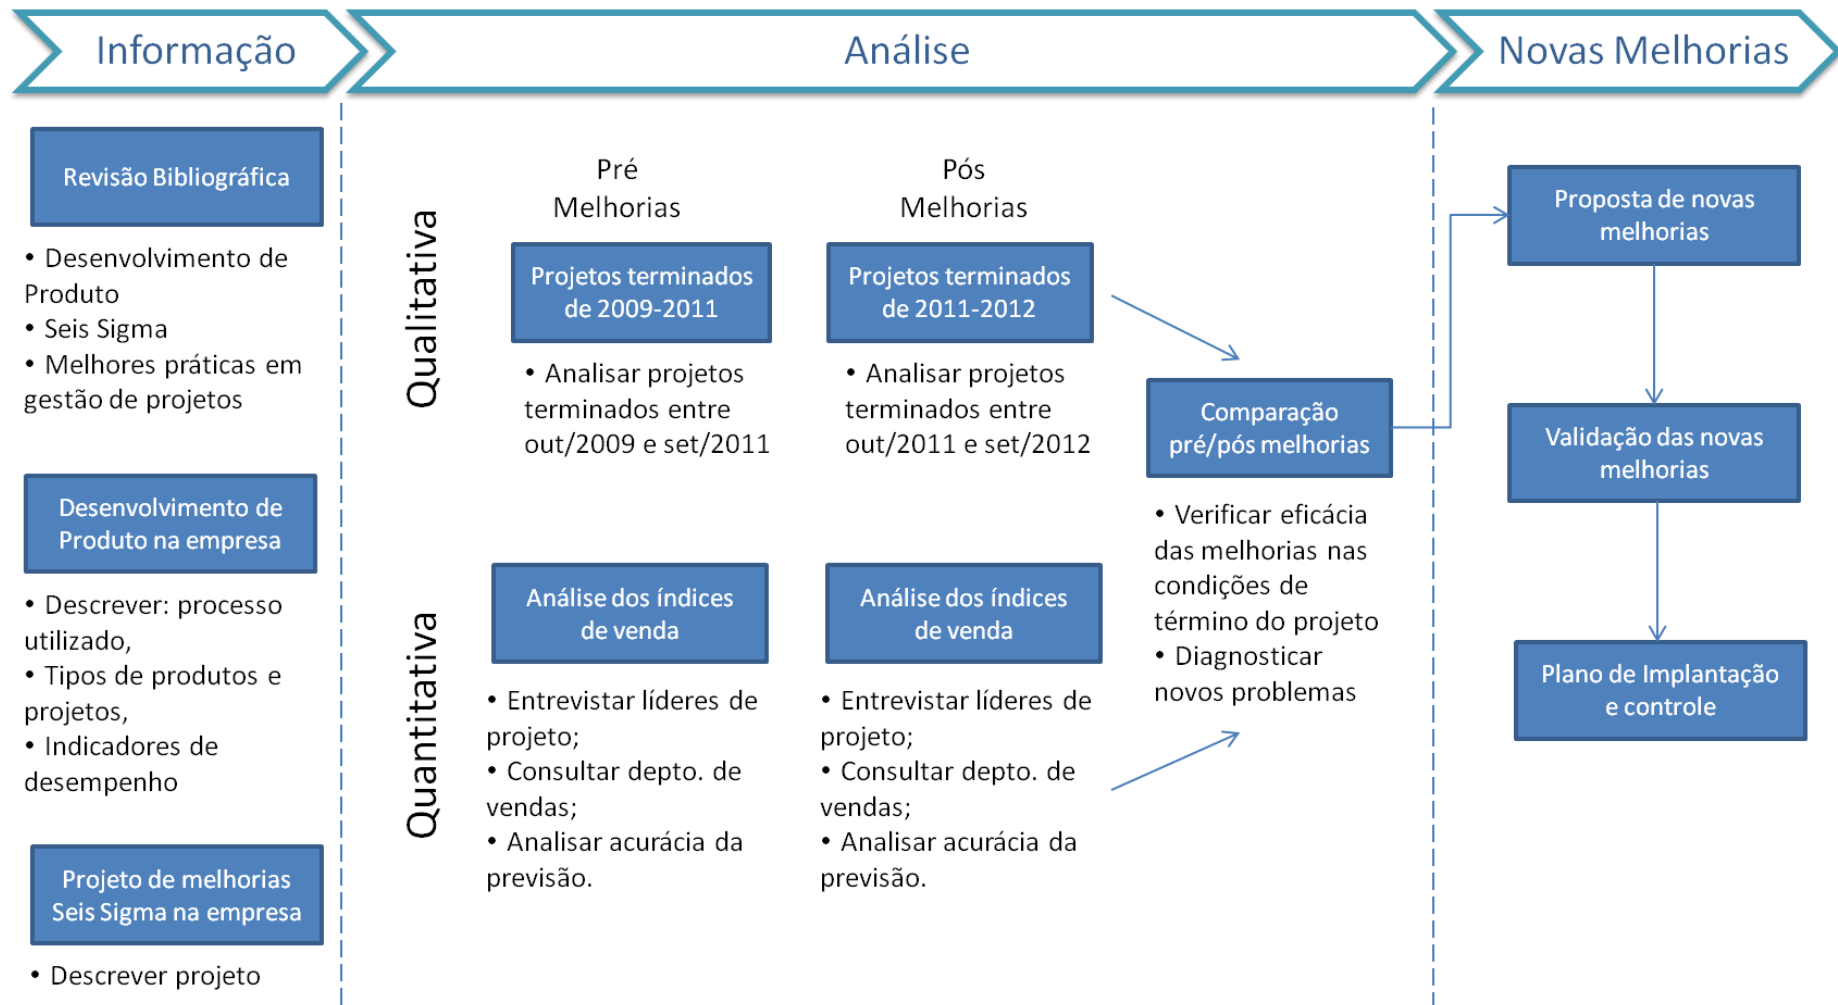 Informação
Análise
Novas Melhorias
Revisão Bibliográfica
• Desenvolvimento de
Produto
• Seis Sigma
• Melhores práticas em
gestão de projetos
Desenvolvimento de
Produto na empresa
• Descrever: processo
utilizado,
• Tipos de produtos e
projetos,
• Indicadores de
desempenho
Projeto de melhorias
Seis Sigma na empresa
• Descrever projeto
Qualitativa
Pré
Melhorias
Projetos terminados
de 2009-2011
• Analisar projetos
terminados entre
out/2009 e set/2011
Pós
Melhorias
Projetos terminados
de 2011-2012
• Analisar projetos
terminados entre
out/2011 e set/2012
Quantitativa
Análise dos índices
de venda
• Entrevistar líderes de
projeto;
• Consultar depto. de
vendas;
• Analisar acurácia da
previsão.
Análise dos índices
de venda
• Entrevistar líderes de
projeto;
• Consultar depto. de
vendas;
• Analisar acurácia da
previsão.
Comparação
pré/pós melhorias
• Verificar eficácia
das melhorias nas
condições de
término do projeto
• Diagnosticar
novos problemas
Proposta de novas
melhorias
Validação das novas
melhorias
Plano de Implantação
e controle